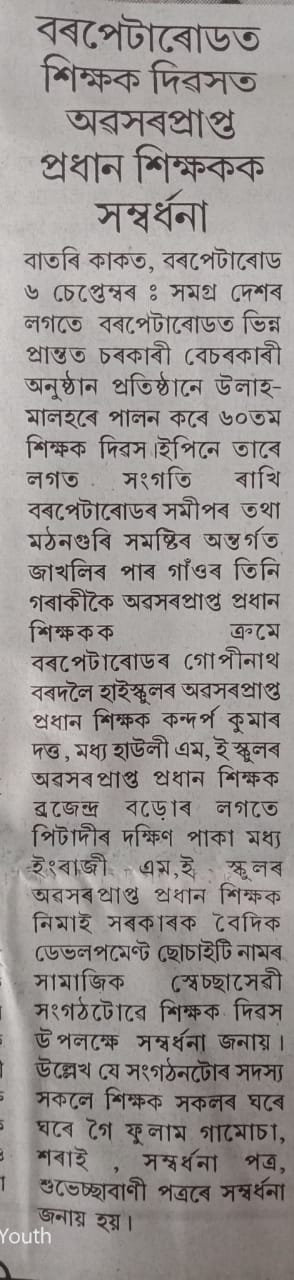 বৰপেটাৰোডত
শিক্ষক দিৱসত
অৱসৰপ্ৰাপ্ত
প্ৰধান শিক্ষকক
সম্বৰ্ধনা
বাতৰি কাকত, বৰপেটাৰোড
৬ চেপ্তেম্বৰ ঃ সমগ্ৰ দেশৰ
লগতে বৰপেটাৰোডত ভিন্ন
প্ৰান্তত চৰকাৰী বেচৰকাৰী
অনুষ্ঠান প্ৰতিষ্ঠানে উলাহ-
মালহৰে পালন কৰে ৬০তম
শিক্ষক দিৱস। ইপিনে তাৰে
লগত সংগতি ৰাখি
বৰপেটাৰোডৰ সমীপৰ তথা
মঠনগুৰি সমষ্টিৰ অন্তৰ্গত
জাখলিৰ পাৰ গাঁওৰ তিনি
গৰাকীকৈ অৱসৰপ্ৰাপ্ত প্ৰধান
শিক্ষকক ক্ৰমে
বৰপেটাৰোডৰ গোপীনাথ
বৰদলৈ হাইস্কুলৰ অৱসৰপ্ৰাপ্ত
প্ৰধান শিক্ষক কন্দৰ্প কুমাৰ
দত্ত, মধ্য হাউলী এম, ই স্কুলৰ
অৱসৰপ্ৰাপ্ত প্ৰধান শিক্ষক
ব্ৰজেন্দ্ৰ বড়োৰ লগতে
শিঠাপীৰ দক্ষিণ পাকা মধ্য
ইংৰাজী এম,ই স্কুলৰ
অৱসৰপ্ৰাপ্ত প্ৰধান শিক্ষক
নিমাই সৰকাৰক বৈদিক
ডেভলপমেণ্ট ছোচাইটি নামৰ
সামাজিক স্বেচ্ছাসেৱী
সংগঠটোৱে শিক্ষক দিৱস
উপলক্ষে সম্বৰ্ধনা জনায়।
উল্লেখ যে সংগঠনটোৰ সদস্য
সকলে শিক্ষক সকলৰ ঘৰে
ঘৰে গৈ ফুলাম গামোচা,
শৰাই , সম্বৰ্ধনা পত্ৰ,
শুভেচ্ছাবাণী পত্ৰৰে সম্বৰ্ধনা
জনায় হয়।
Youth